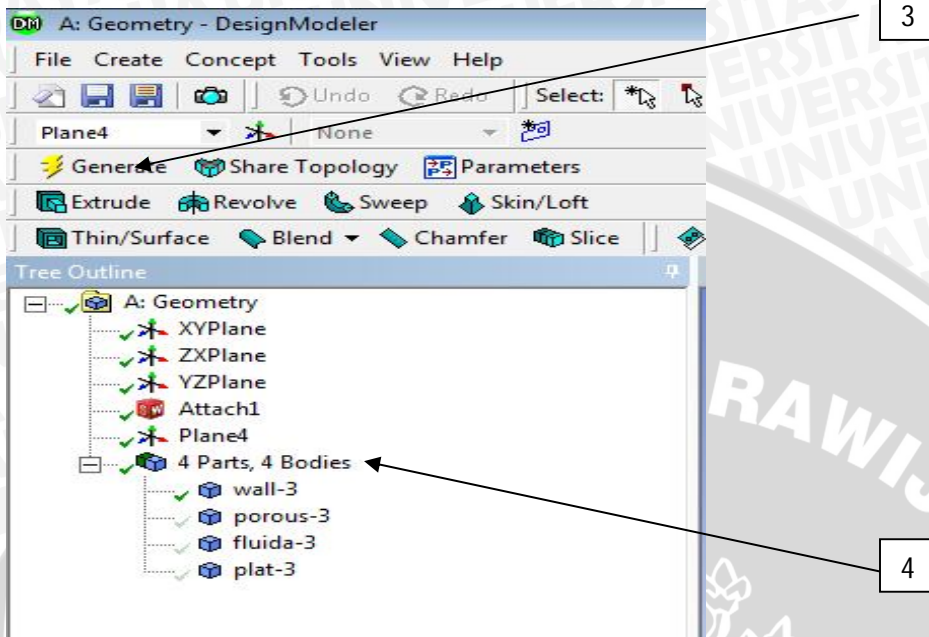 A: Geometry - DesignModeler
3
File Create Concept Tools View Help
Undo Redo Select:
Plane4 None
Generate Share Topology Parameters
Extrude Revolve Sweep Skin/Loft
Thin/Surface Blend Chamfer Slice
Tree Outline
A: Geometry
XYPlane
ZXPlane
YZPlane
Attach1
Plane4
4 Parts, 4 Bodies
wall-3
porous-3
fluida-3
plat-3
4